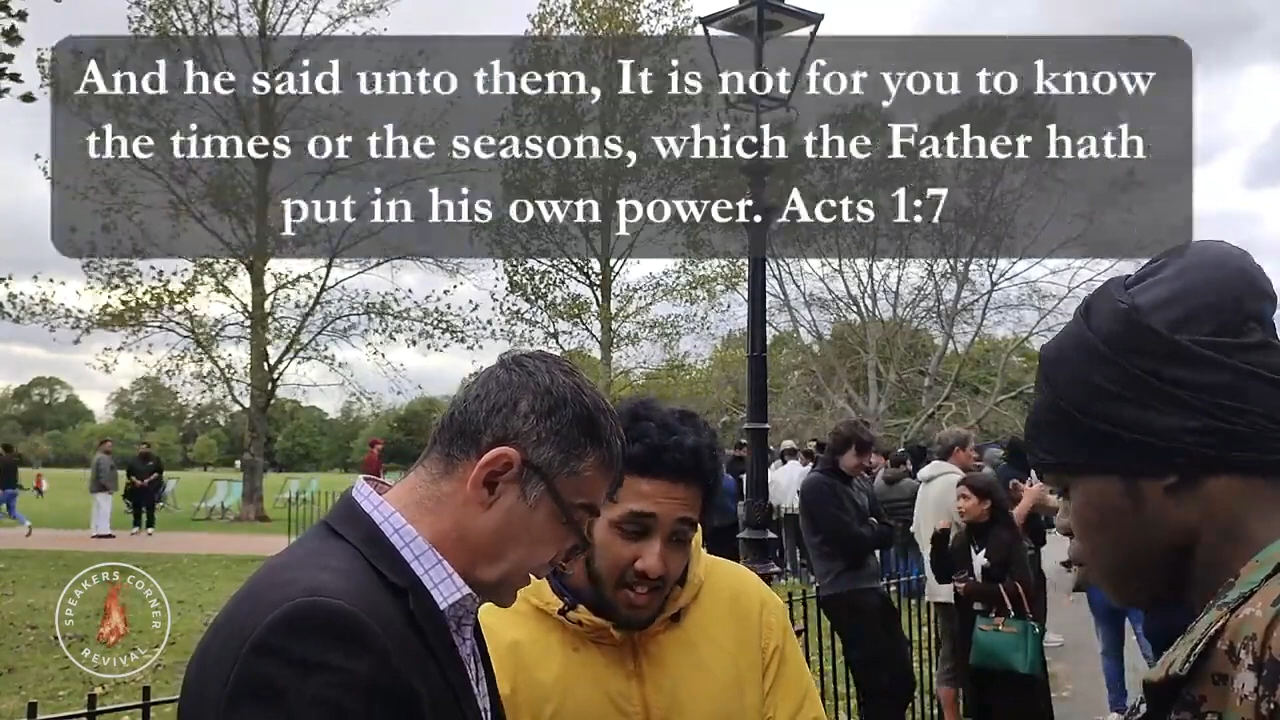 And he said unto them, It is not for you to know
the times or the seasons, which the Father hath
put in his own power. Acts 1:7
SPEAKERS CORNER
REVIVAL